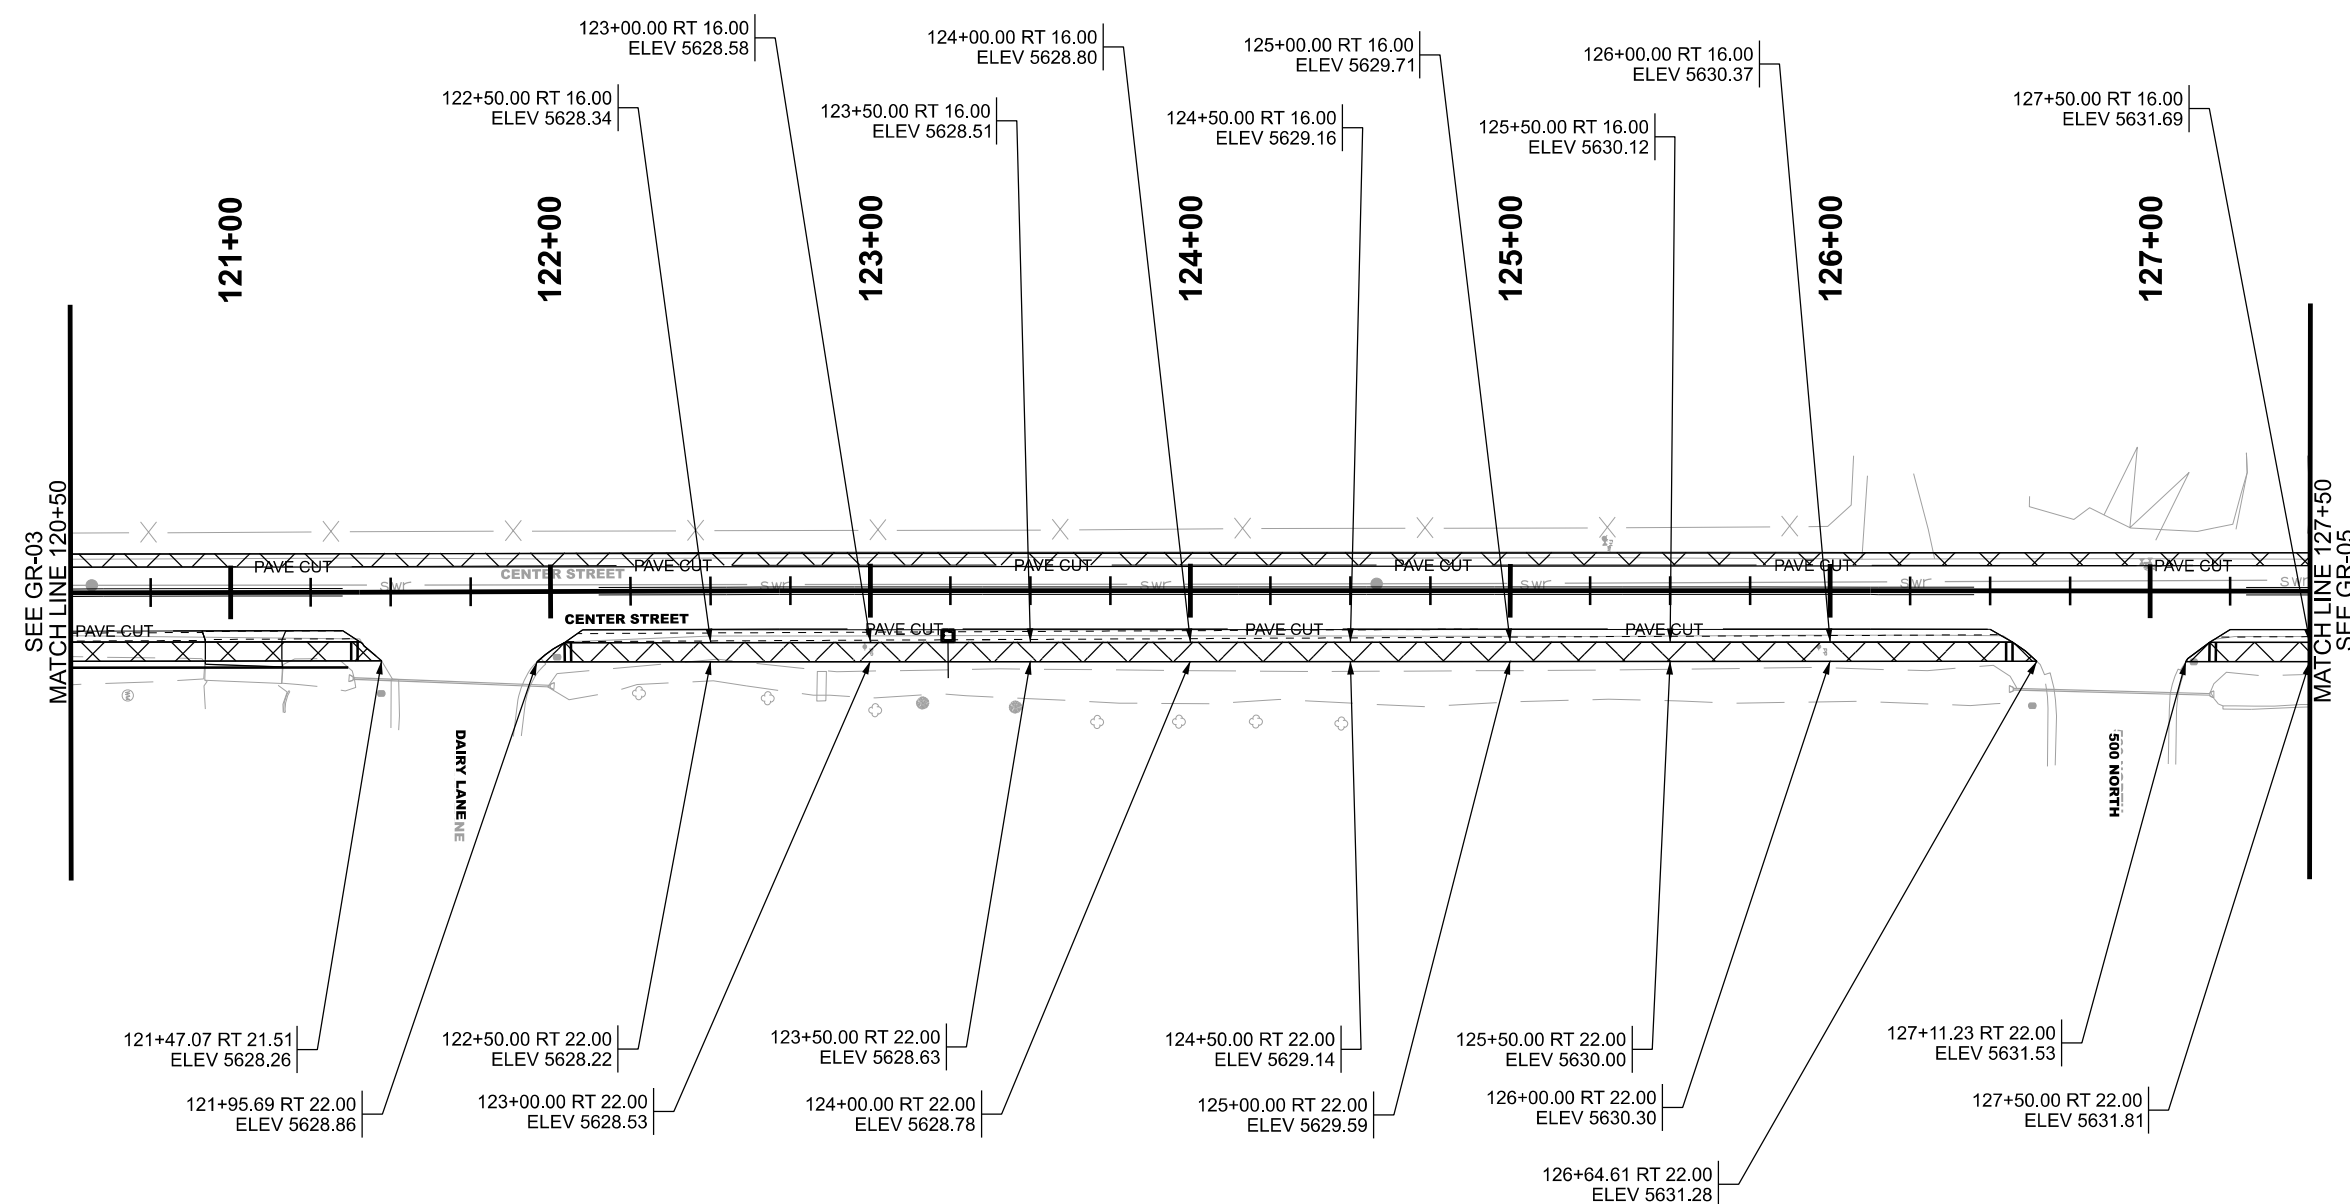 123+00.00 RT 16.00
ELEV 5628.58
124+00.00 RT 16.00
ELEV 5628.80
125+00.00 RT 16.00
ELEV 5629.71
126+00.00 RT 16.00
ELEV 5630.37
122+50.00 RT 16.00
ELEV 5628.34
123+50.00 RT 16.00
ELEV 5628.51
124+50.00 RT 16.00
ELEV 5629.16
125+50.00 RT 16.00
ELEV 5630.12
127+50.00 RT 16.00
ELEV 5631.69
121+00
122+00
123+00
124+00
125+00
126+00
127+00
SEE GR-03
MATCH LINE 120+50
MATCH LINE 127+50
SEE GR-05
PAVE CUT
PAVE CUT
PAVE CUT
PAVE CUT
PAVE CUT
PAVE CUT
CENTER STREET
swr
swr
swr
swr
swr
swr
CENTER STREET
PAVE CUT
PAVE CUT
PAVE CUT
PAVE CUT
W
DAIRY LANE
NE
500 NORTH
121+47.07 RT 21.51
ELEV 5628.26
122+50.00 RT 22.00
ELEV 5628.22
123+50.00 RT 22.00
ELEV 5628.63
124+50.00 RT 22.00
ELEV 5629.14
125+50.00 RT 22.00
ELEV 5630.00
127+11.23 RT 22.00
ELEV 5631.53
121+95.69 RT 22.00
ELEV 5628.86
123+00.00 RT 22.00
ELEV 5628.53
124+00.00 RT 22.00
ELEV 5628.78
125+00.00 RT 22.00
ELEV 5629.59
126+00.00 RT 22.00
ELEV 5630.30
127+50.00 RT 22.00
ELEV 5631.81
126+64.61 RT 22.00
ELEV 5631.28